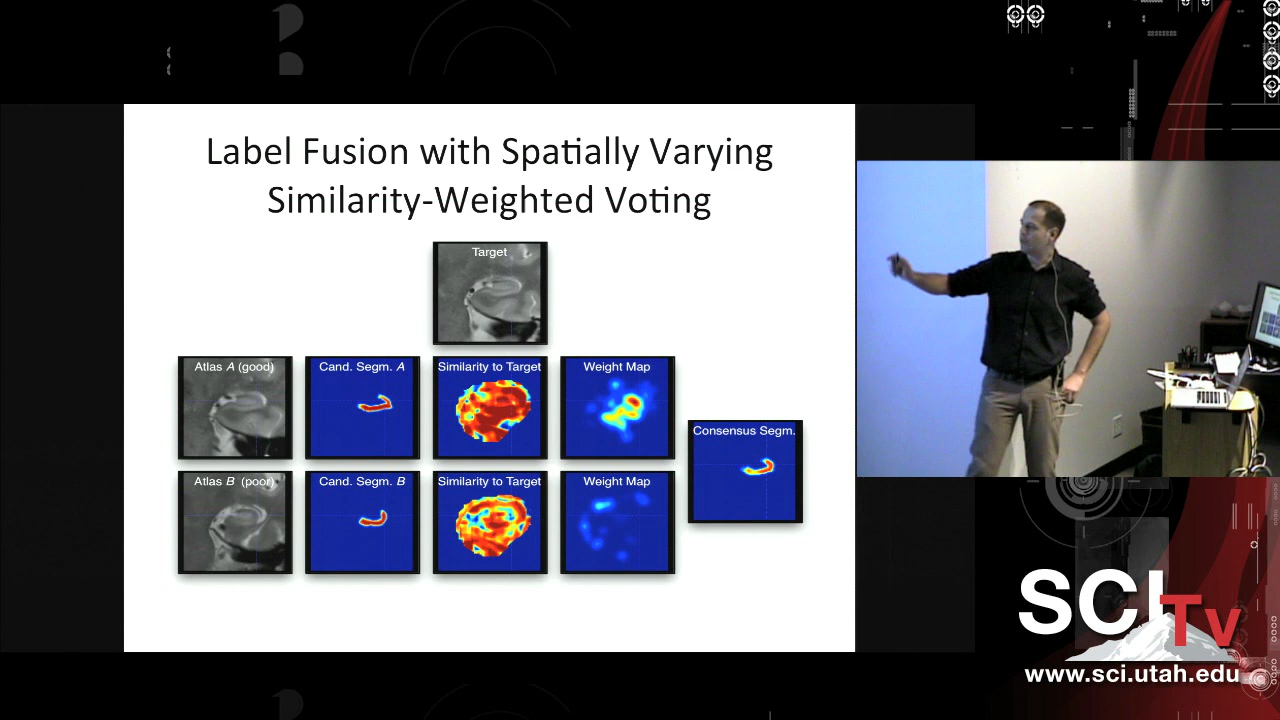 Label Fusion with Spatially Varying
Similarity-Weighted Voting
Target
Atlas A (good)
Cand. Segm. A
Similarity to Target
Weight Map
Consensus Segm.
Atlas B (poor)
Cand. Segm. B
Similarity to Target
Weight Map
SCI
Tv
www.sci.utah.edu